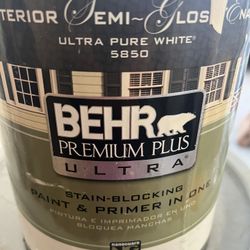 SEMI~GLOSS
ULTRA PURE WHITE®
5850
BEHR
PREMIUM PLUS
ULTRA®
STAIN-BLOCKING
PAINT & PRIMER IN ONE
PINTURA E IMPRIMADOR EN UNO
BLOQUEA MANCHAS